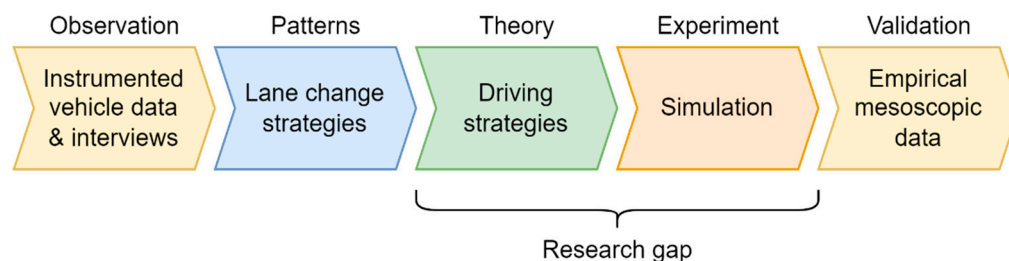 Observation
Patterns
Theory
Experiment
Validation
Instrumented
vehicle data
& interviews
Lane change
strategies
Driving
strategies
Simulation
Empirical
mesoscopic
data
Research gap